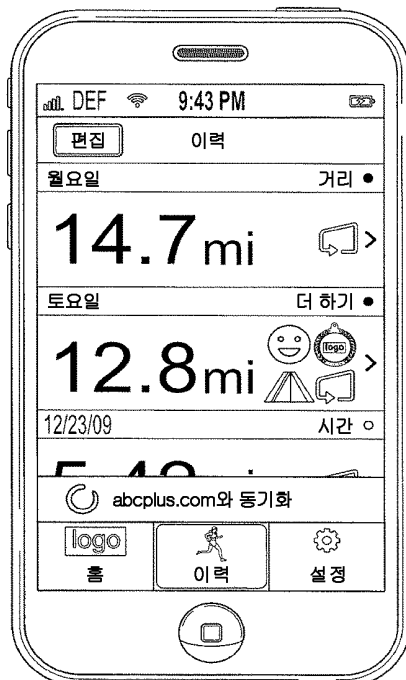 DEF 9:43 PM
편집 이력
월요일 거리
14.7mi
토요일 더 하기
logo
12.8mi
12/23/09 시간
abcplus.com와 동기화
logo
홈 이력 설정